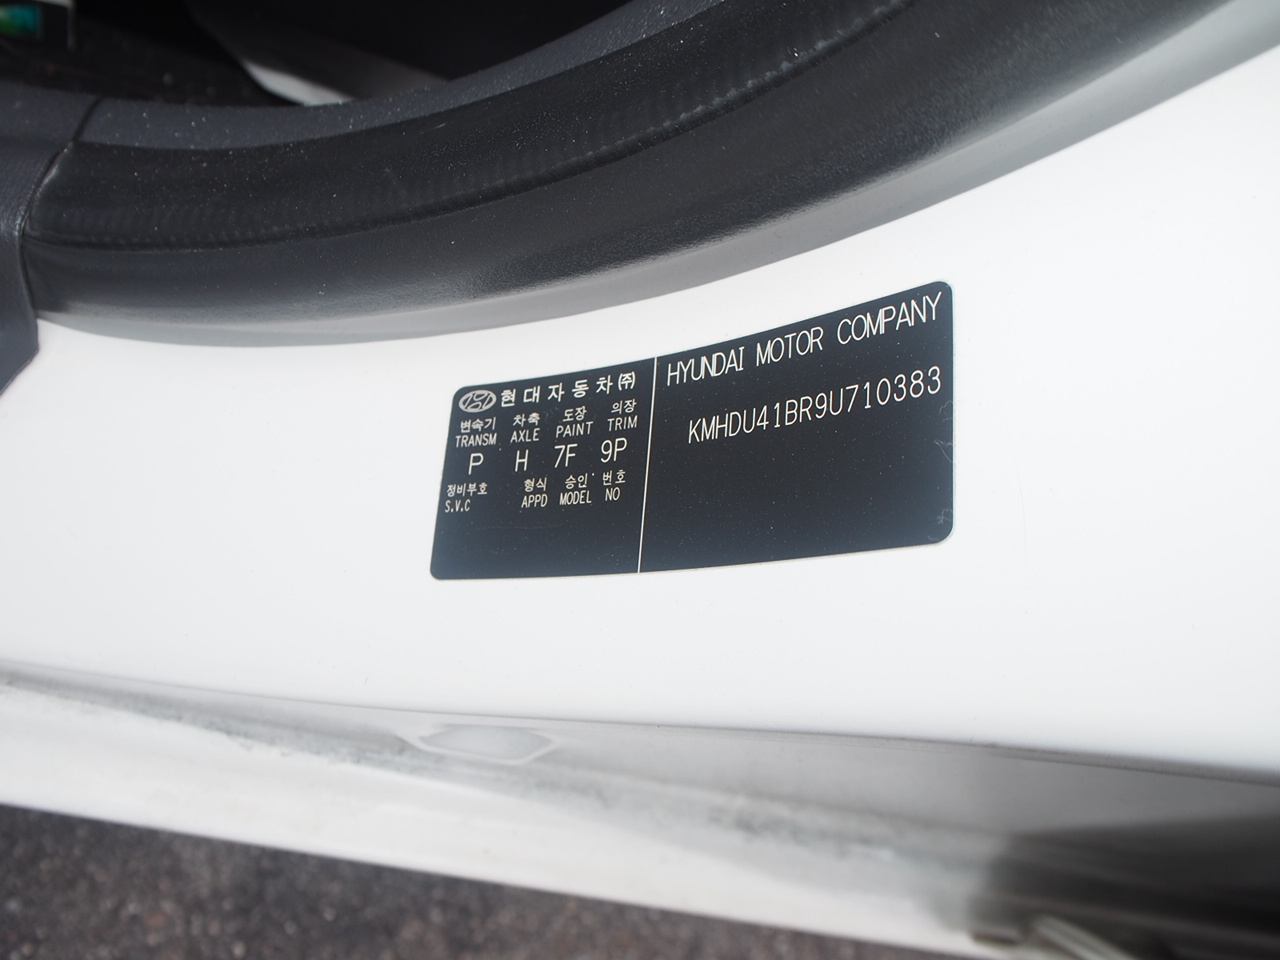 현대자동차㈜
변속기 차축 도장 의장
TRANSM AXLE PAINT TRIM
P H 7F 9P
정비부호 형식 승인 번호
S.V.C APPD MODEL NO
HYUNDAI MOTOR COMPANY
KMHDU41BR9U710383